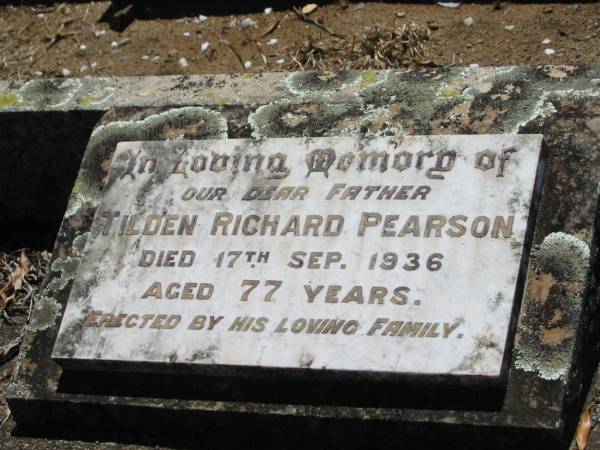 In Loving Memory of
OUR DEAR FATHER
TILDEN RICHARD PEARSON
DIED 17TH SEP. 1936
AGED 77 YEARS.
ERECTED BY HIS LOVING FAMILY.